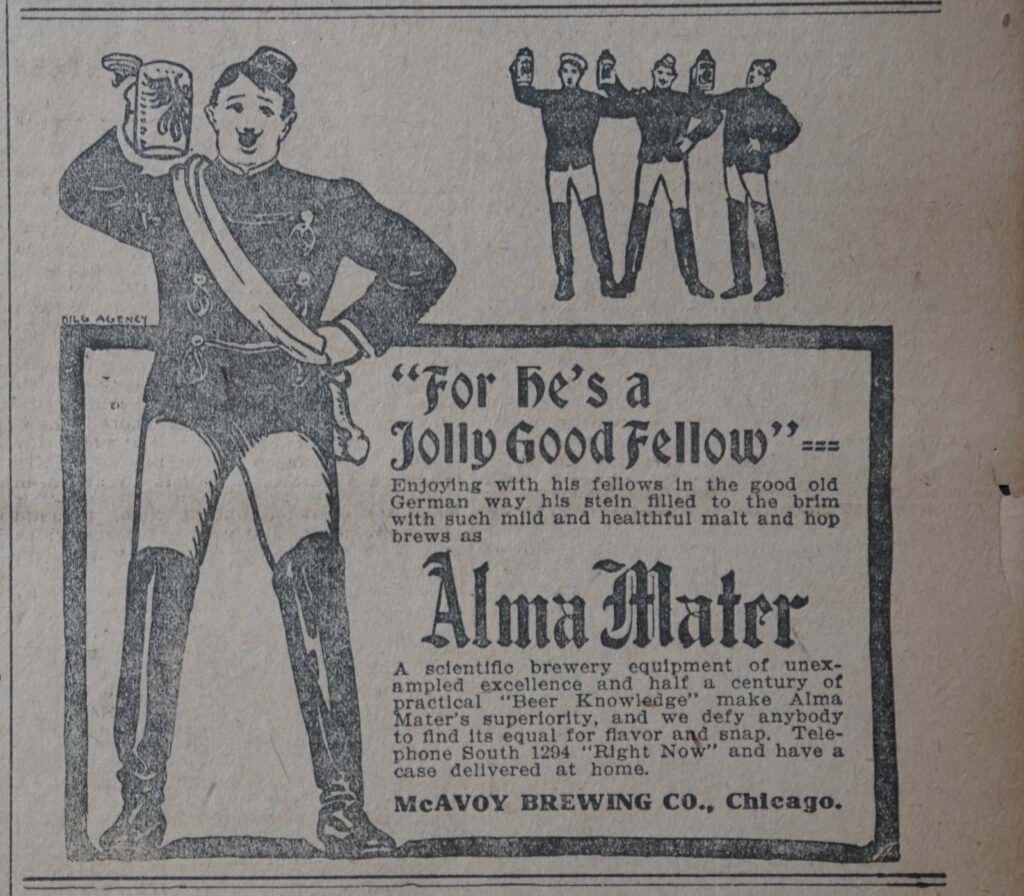 DILG AGENCY
"For he's a
Jolly Good Fellow"---
Enjoying with his fellows in the good old
German way his stein filled to the brim
with such mild and healthful malt and hop
brews as
Alma Mater
A scientific brewery equipment of unex-
ampled excellence and half a century of
practical "Beer Knowledge" make Alma
Mater's superiority, and we defy anybody
to find its equal for flavor and snap. Tele-
phone South 1294 "Right Now" and have a
case delivered at home.
McAVOY BREWING CO., Chicago.